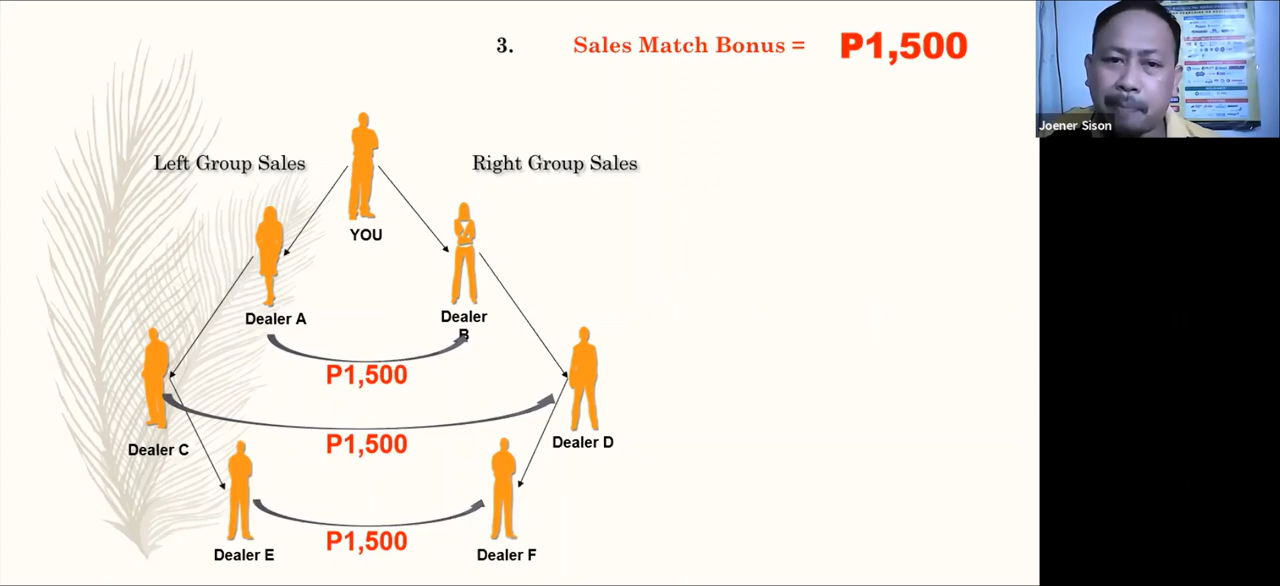 3. Sales Match Bonus = P1,500
Joener Sison
Left Group Sales
Right Group Sales
YOU
Dealer A
Dealer
B
P1,500
P1,500
Dealer C
Dealer D
P1,500
Dealer E
Dealer F